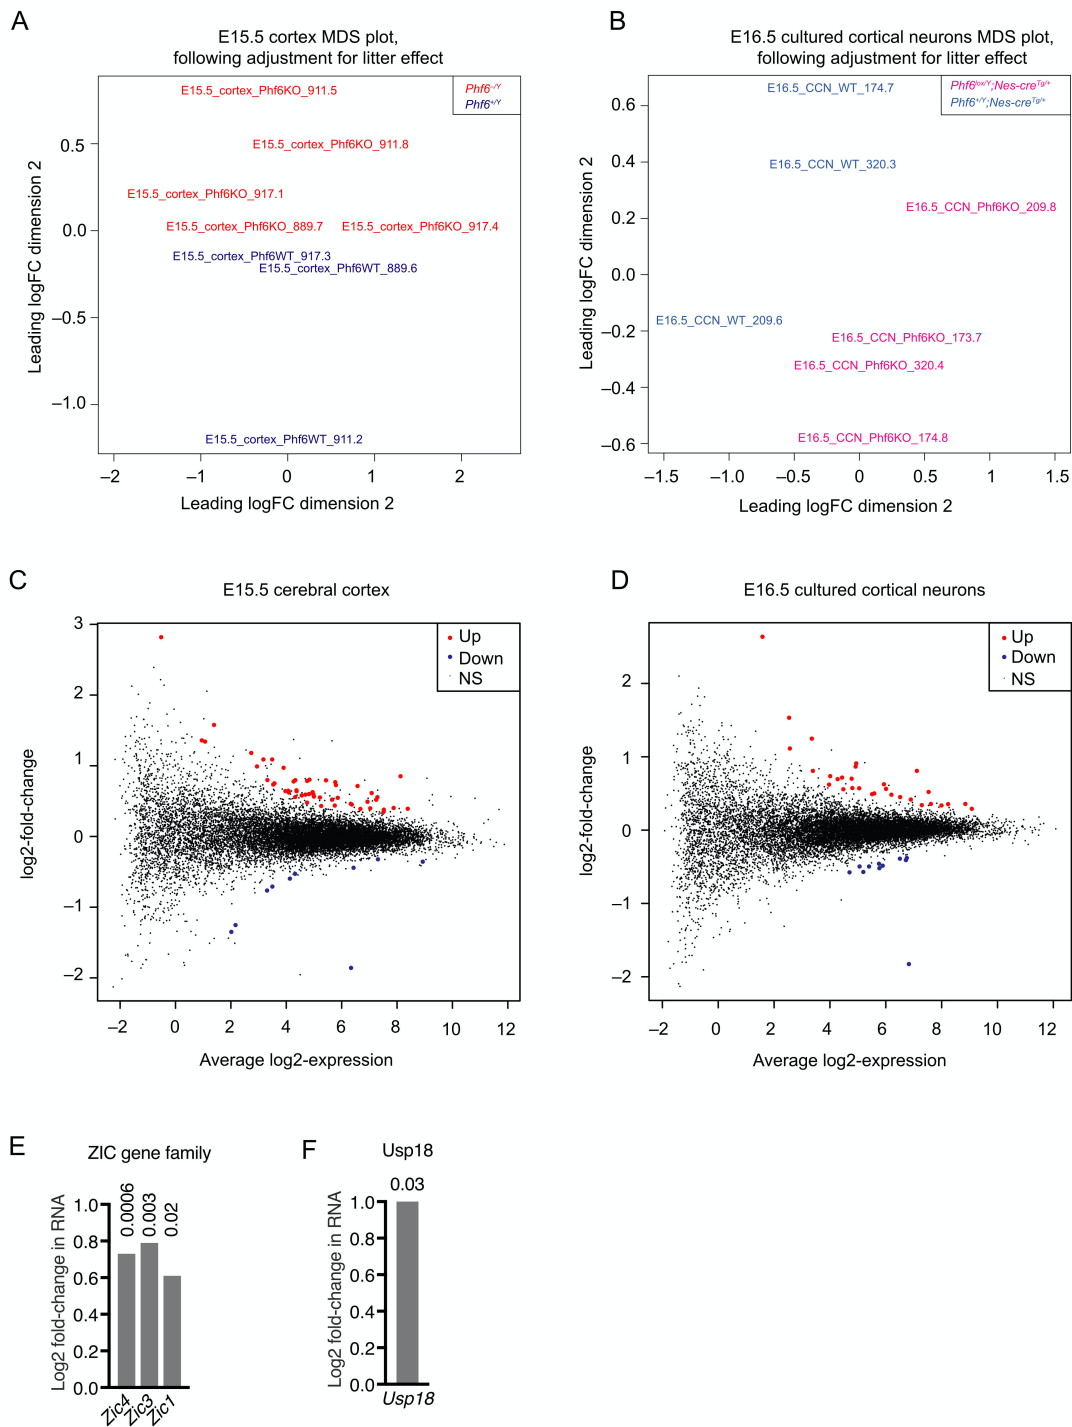 A
E15.5 cortex MDS plot,
following adjustment for litter effect
Phf6–/Y
Phf6+/Y
E15.5_cortex_Phf6KO_911.5
E15.5_cortex_Phf6KO_911.8
E15.5_cortex_Phf6KO_917.1
E15.5_cortex_Phf6KO_889.7
E15.5_cortex_Phf6KO_917.4
E15.5_cortex_Phf6WT_917.3
E15.5_cortex_Phf6WT_889.6
E15.5_cortex_Phf6WT_911.2
Leading logFC dimension 2
0.5
0.0
–0.5
–1.0
–2 –1 0 1 2
Leading logFC dimension 2
B
E16.5 cultured cortical neurons MDS plot,
following adjustment for litter effect
Phf6lox/Y;Nes-creTg/+
Phf6+/Y;Nes-creTg/+
E16.5_CCN_WT_174.7
E16.5_CCN_WT_320.3
E16.5_CCN_Phf6KO_209.8
E16.5_CCN_WT_209.6
E16.5_CCN_Phf6KO_173.7
E16.5_CCN_Phf6KO_320.4
E16.5_CCN_Phf6KO_174.8
Leading logFC dimension 2
0.6
0.4
0.2
0.0
–0.2
–0.4
–0.6
–1.5 –1.0 –0.5 0 0.5 1 1.5
Leading logFC dimension 2
C
E15.5 cerebral cortex
Up
Down
NS
log2-fold-change
3
2
1
0
–1
–2
–2 0 2 4 6 8 10 12
Average log2-expression
D
E16.5 cultured cortical neurons
Up
Down
NS
log2-fold-change
2
1
0
–1
–2
–2 0 2 4 6 8 10 12
Average log2-expression
E
ZIC gene family
Log2 fold-change in RNA
1.0
0.8
0.6
0.4
0.2
0.0
0.0006
0.003
0.02
Zic4
Zic3
Zic1
F
Usp18
0.03
Log2 fold-change in RNA
1.0
0.8
0.6
0.4
0.2
0.0
Usp18